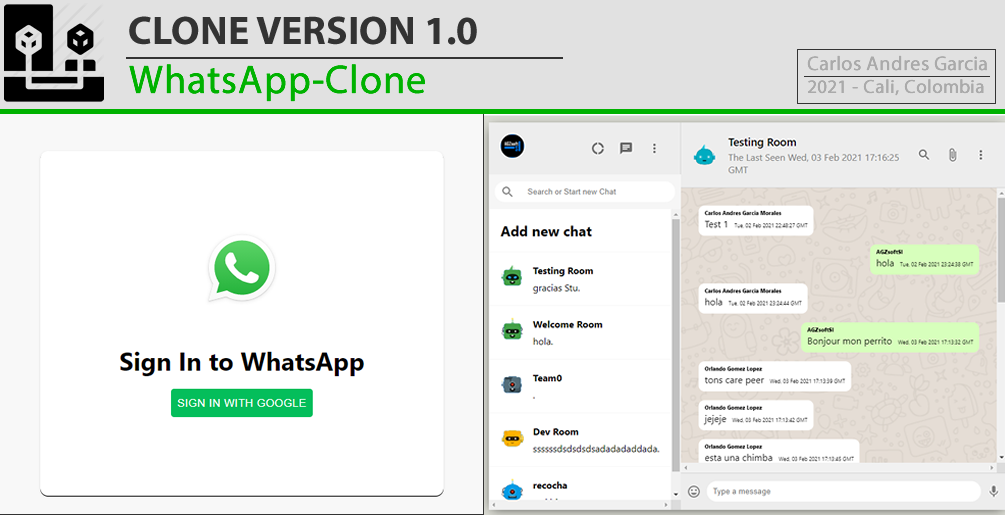 CLONE VERSION 1.0
WhatsApp-Clone
Carlos Andres Garcia
2021 - Cali, Colombia
Sign In to WhatsApp
SIGN IN WITH GOOGLE
AGZsoft
Search or Start new Chat
Add new chat
Testing Room
gracias Stu.
Welcome Room
hola.
Team0
.
Dev Room
ssssssdsdsdsdsadadadaddada.
recocha
Testing Room
The Last Seen Wed, 03 Feb 2021 17:16:25
GMT
Carlos Andres Garcia Morales
Test 1 Tue, 02 Feb 2021 22:49:27 GMT
AGZsoftSI
hola Tue, 02 Feb 2021 23:24:38 GMT
Carlos Andres Garcia Morales
hola Tue, 02 Feb 2021 23:24:44 GMT
AGZsoftSI
Bonjour mon perrito Wed, 03 Feb 2021 17:13:32 GMT
Orlando Gomez Lopez
tons care peer Wed, 03 Feb 2021 17:13:39 GMT
Orlando Gomez Lopez
jejeje Wed, 03 Feb 2021 17:13:42 GMT
Orlando Gomez Lopez
esta una chimba Wed, 03 Feb 2021 17:13:45 GMT
Type a message